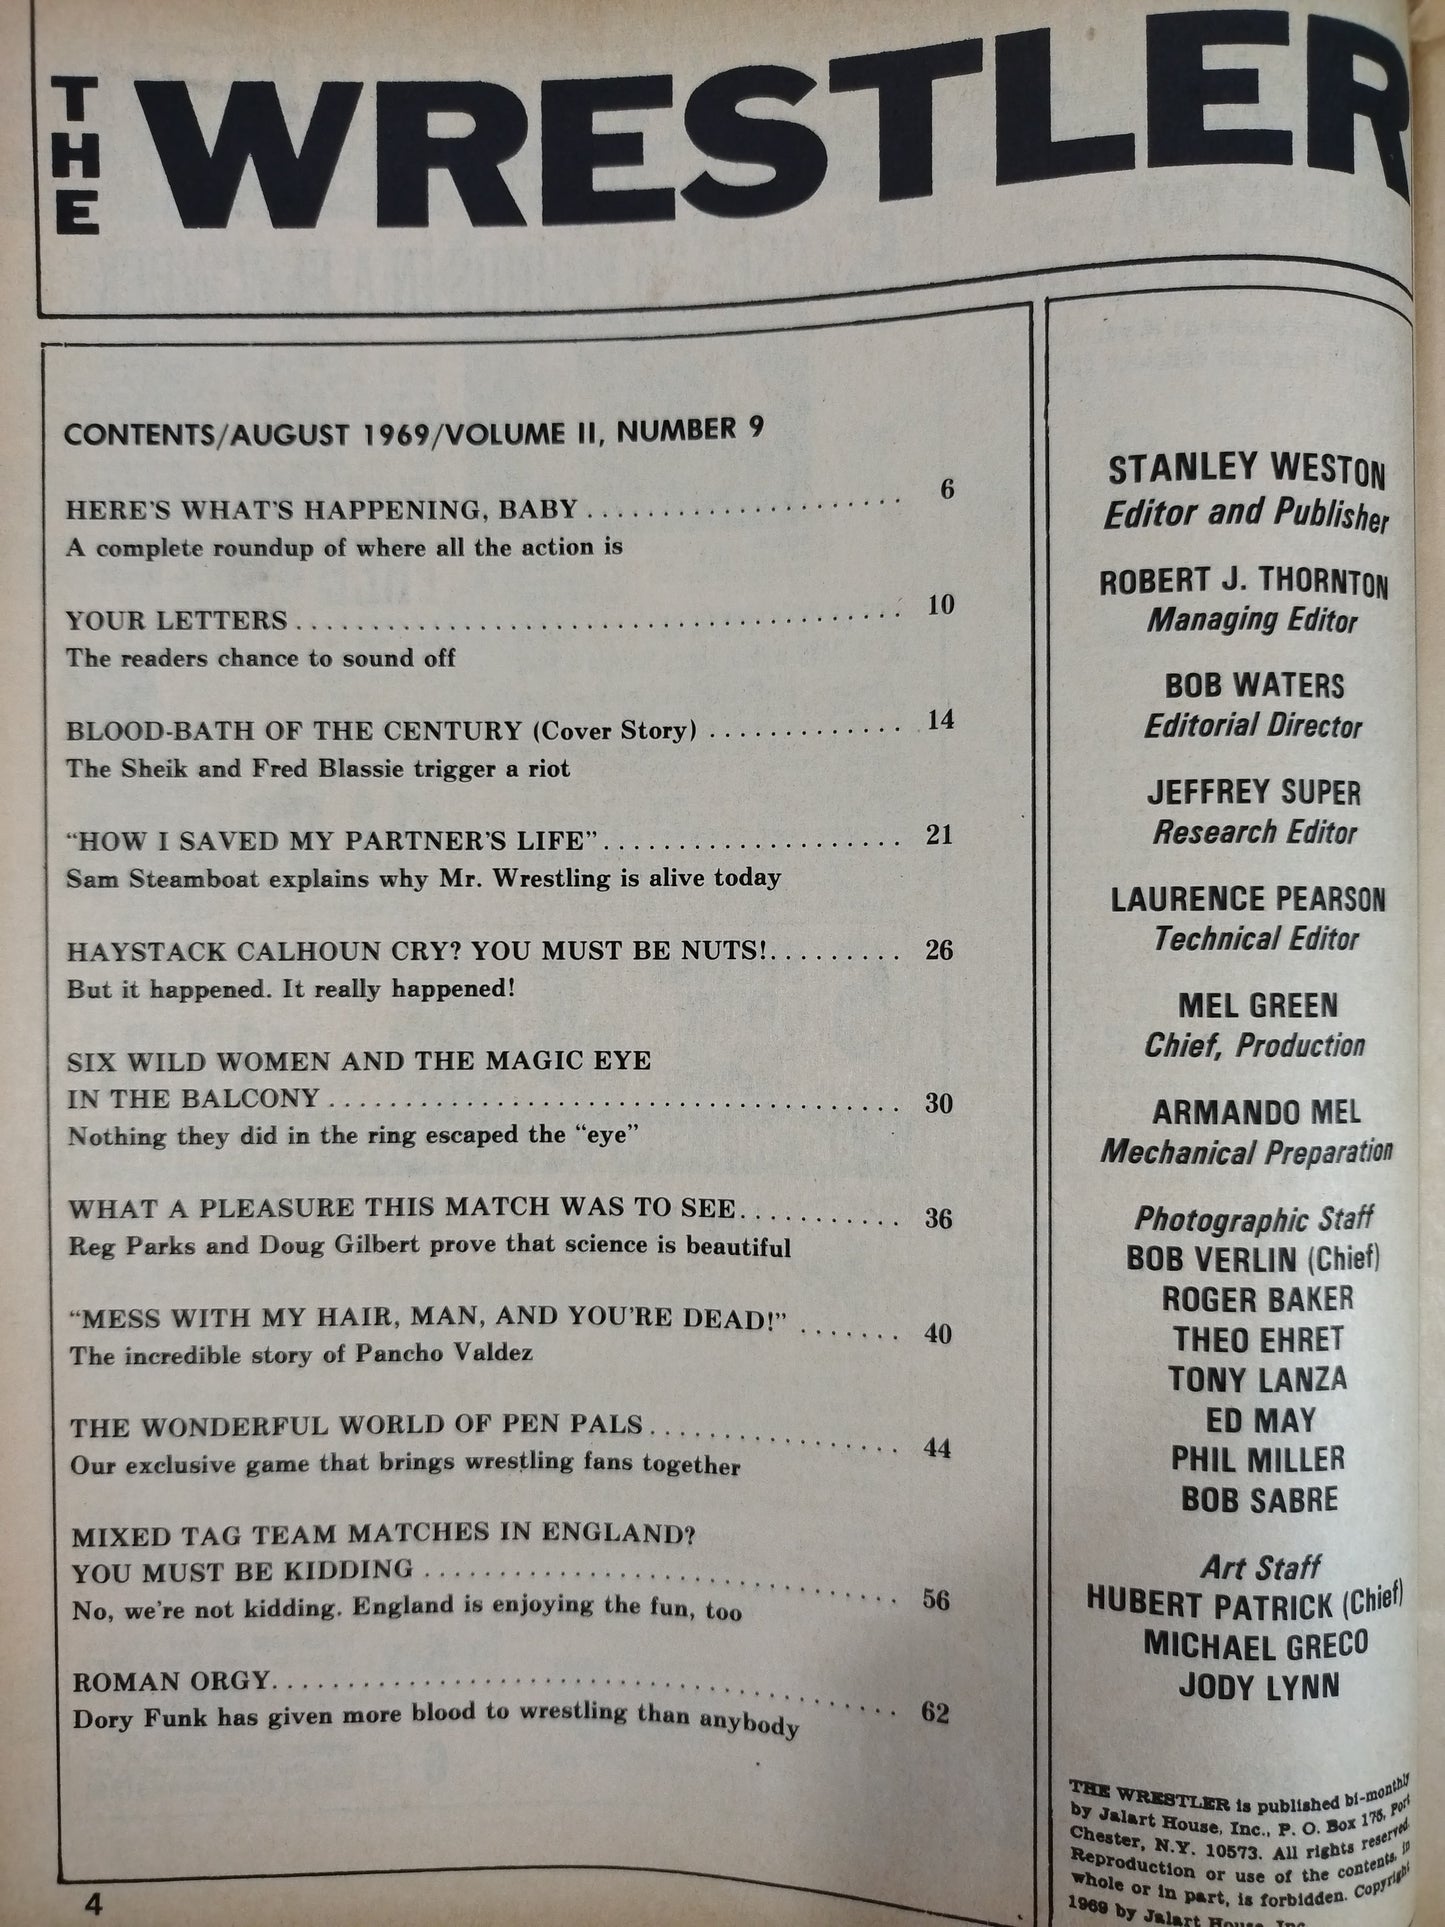 THE WRESTLER
CONTENTS/AUGUST 1969/VOLUME II, NUMBER 9
HERE'S WHAT'S HAPPENING, BABY .................... 6
A complete roundup of where all the action is
YOUR LETTERS ........................................ 10
The readers chance to sound off
BLOOD-BATH OF THE CENTURY (Cover Story) ............. 14
The Sheik and Fred Blassie trigger a riot
“HOW I SAVED MY PARTNER'S LIFE” .................... 21
Sam Steamboat explains why Mr. Wrestling is alive today
HAYSTACK CALHOUN CRY? YOU MUST BE NUTS! ......... 26
But it happened. It really happened!
SIX WILD WOMEN AND THE MAGIC EYE
IN THE BALCONY ...................................... 30
Nothing they did in the ring escaped the “eye”
WHAT A PLEASURE THIS MATCH WAS TO SEE ........... 36
Reg Parks and Doug Gilbert prove that science is beautiful
“MESS WITH MY HAIR, MAN, AND YOU'RE DEAD!” ....... 40
The incredible story of Pancho Valdez
THE WONDERFUL WORLD OF PEN PALS ................. 44
Our exclusive game that brings wrestling fans together
MIXED TAG TEAM MATCHES IN ENGLAND?
YOU MUST BE KIDDING ................................ 56
No, we're not kidding. England is enjoying the fun, too
ROMAN ORGY .......................................... 62
Dory Funk has given more blood to wrestling than anybody
4
STANLEY WESTON
Editor and Publisher
ROBERT J. THORNTON
Managing Editor
BOB WATERS
Editorial Director
JEFFREY SUPER
Research Editor
LAURENCE PEARSON
Technical Editor
MEL GREEN
Chief, Production
ARMANDO MEL
Mechanical Preparation
Photographic Staff
BOB VERLIN (Chief)
ROGER BAKER
THEO EHRET
TONY LANZA
ED MAY
PHIL MILLER
BOB SABRE
Art Staff
HUBERT PATRICK (Chief)
MICHAEL GRECO
JODY LYNN
THE WRESTLER is published bi-monthly
by Jalart House, Inc., P. O. Box 175, Port
Chester, N.Y. 10573. All rights reserved.
Reproduction or use of the contents, in
whole or in part, is forbidden. Copyright
1969 by Jalart House, Inc.